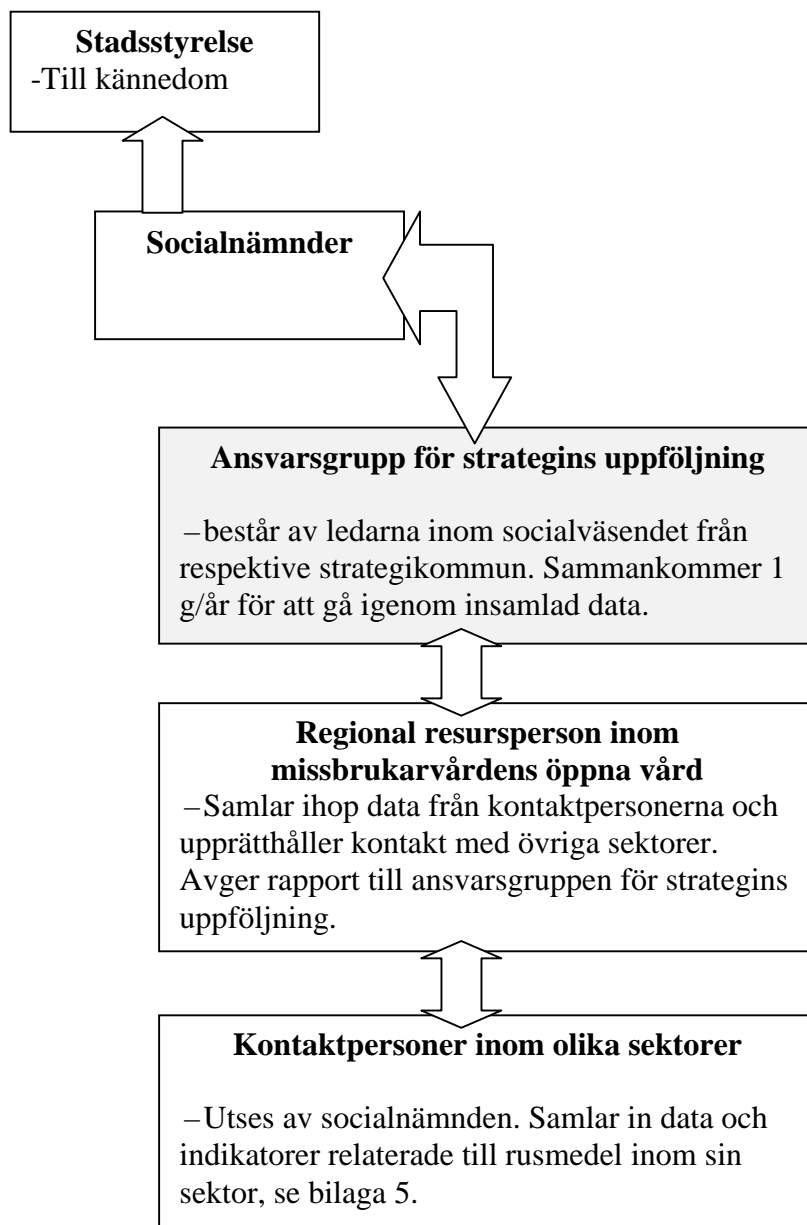 Stadsstyrelse
-Till kännedom
Socialnämnder
Ansvarsgrupp för strategins uppföljning
–består av ledarna inom socialväsendet från
respektive strategikommun. Sammankommer 1
g/år för att gå igenom insamlad data.
Regional resursperson inom
missbrukarvårdens öppna vård
–Samlar ihop data från kontaktpersonerna och
upprätthåller kontakt med övriga sektorer.
Avger rapport till ansvarsgruppen för strategins
uppföljning.
Kontaktpersoner inom olika sektorer
–Utses av socialnämnden. Samlar in data och
indikatorer relaterade till rusmedel inom sin
sektor, se bilaga 5.